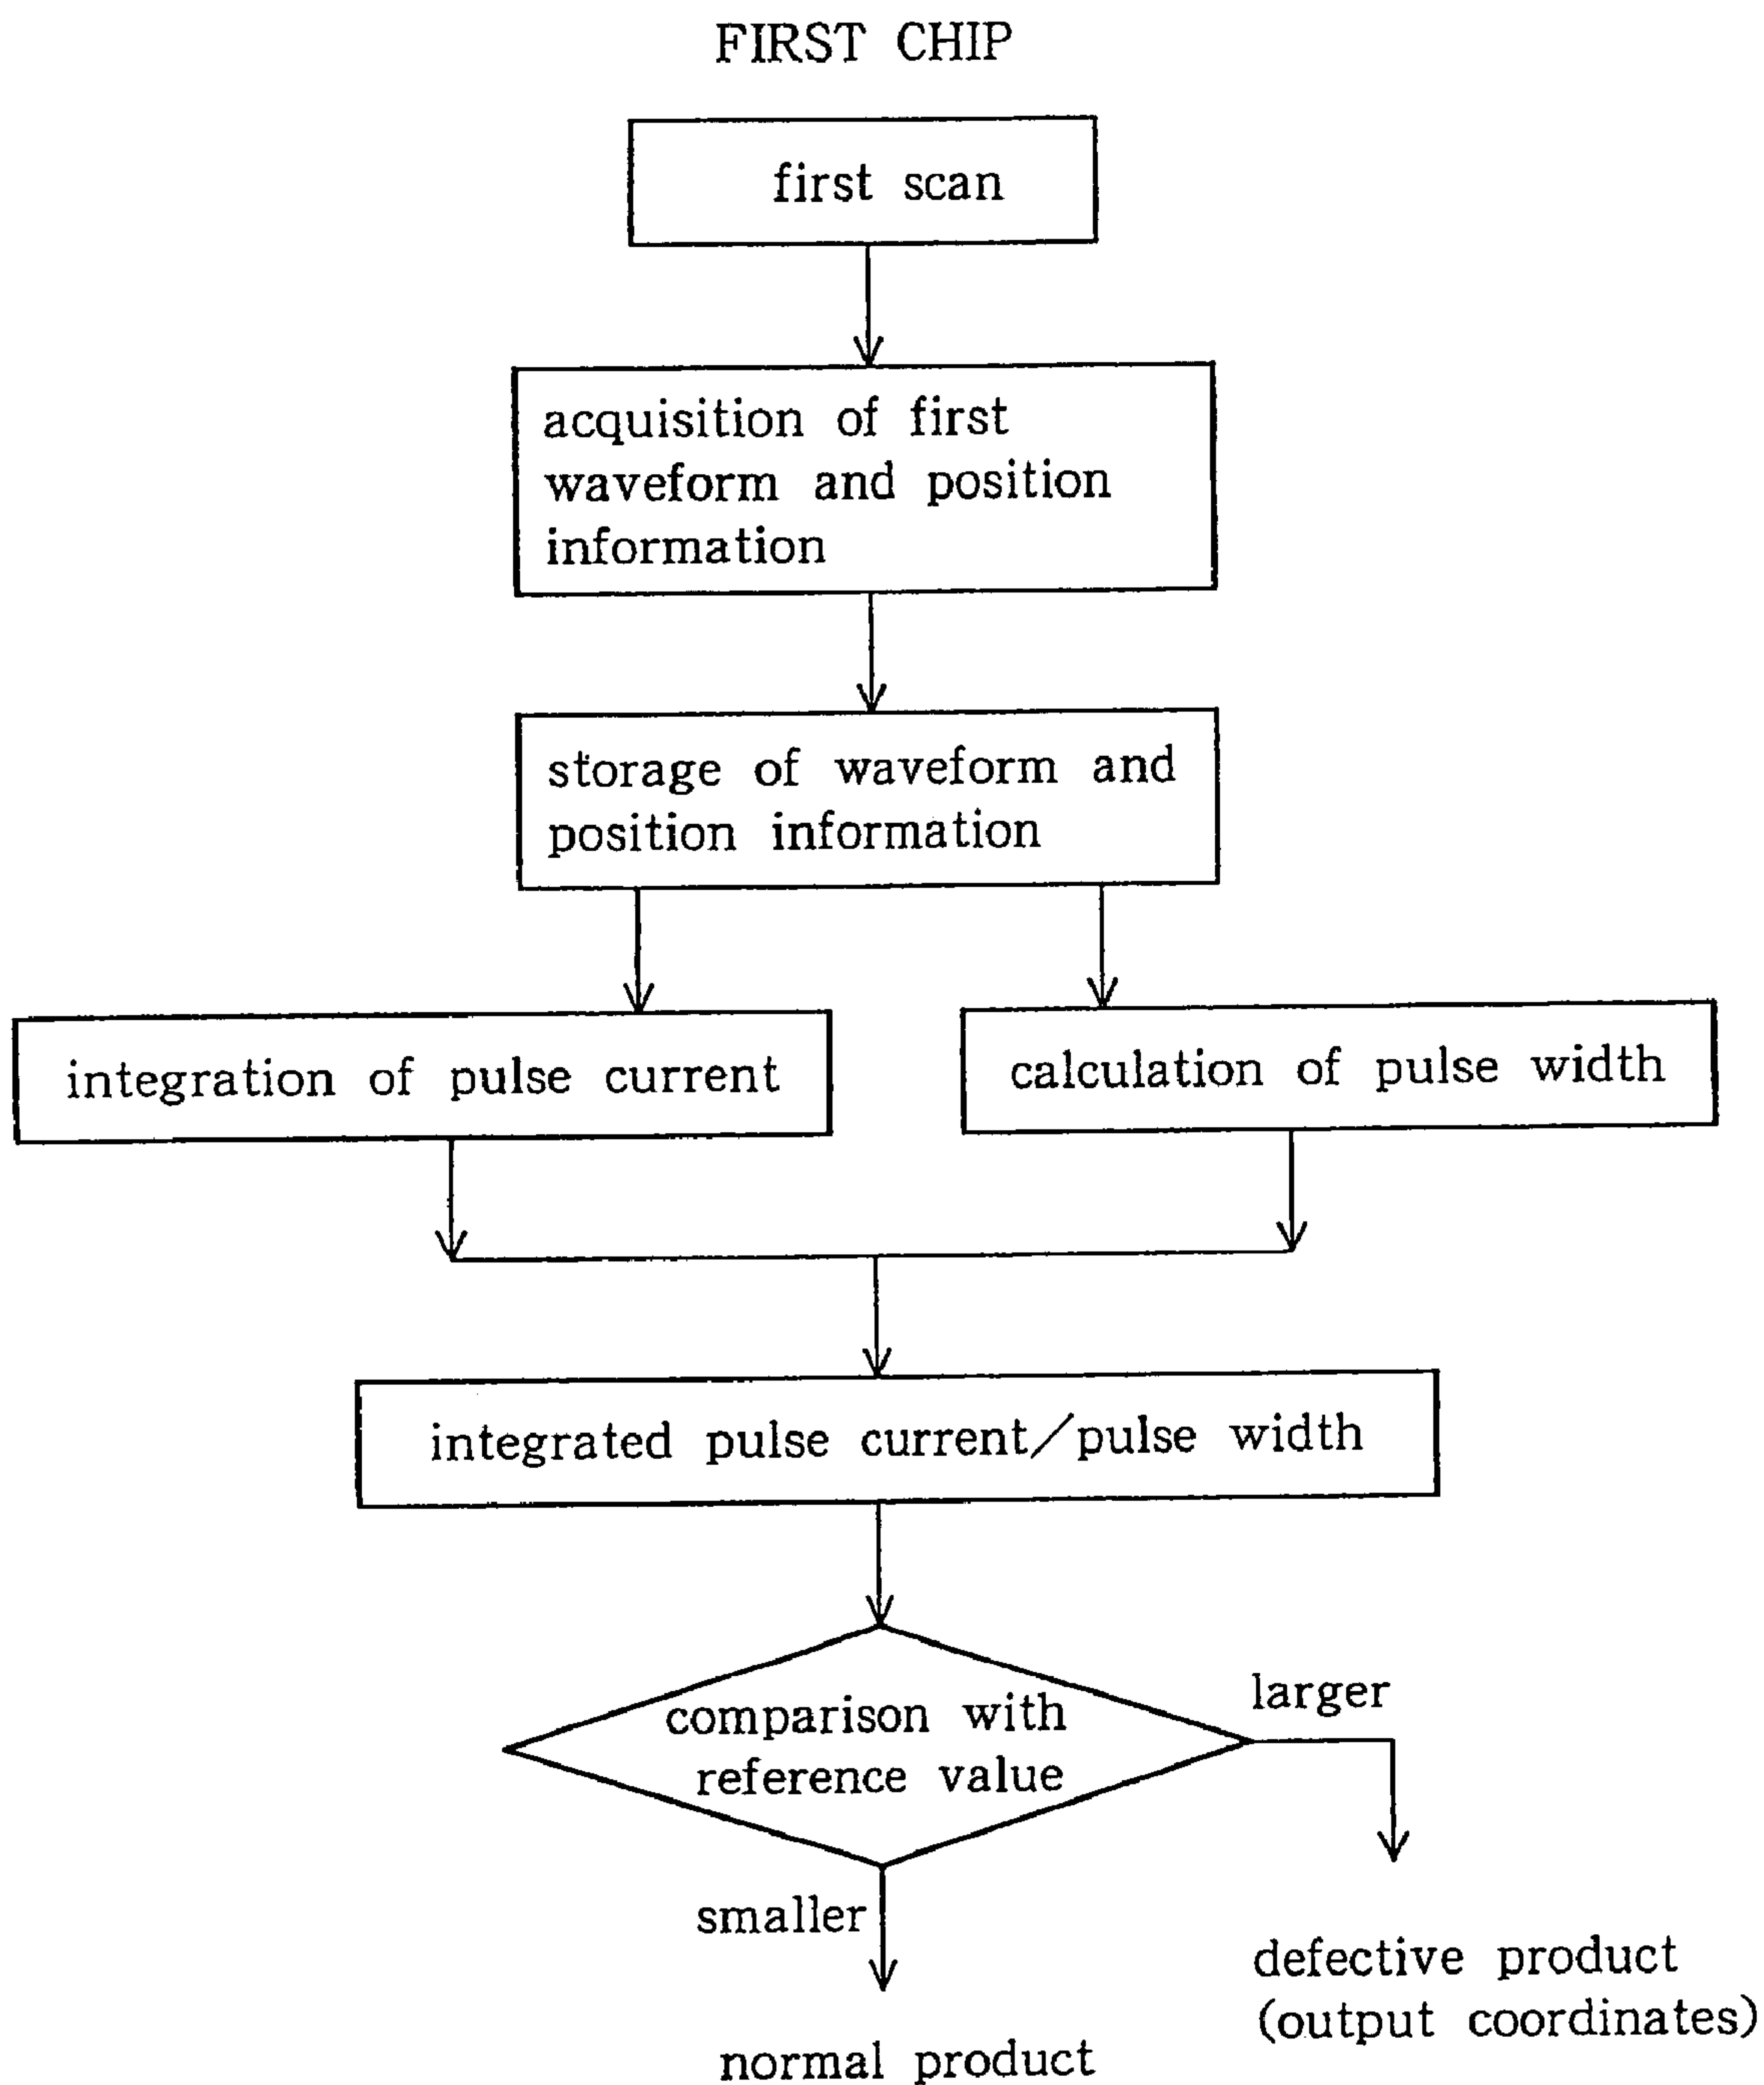 FIRST CHIP
first scan
acquisition of first
waveform and position
information
storage of waveform and
position information
integration of pulse current
calculation of pulse width
integrated pulse current/pulse width
comparison with
reference value
larger
smaller
defective product
(output coordinates)
normal product